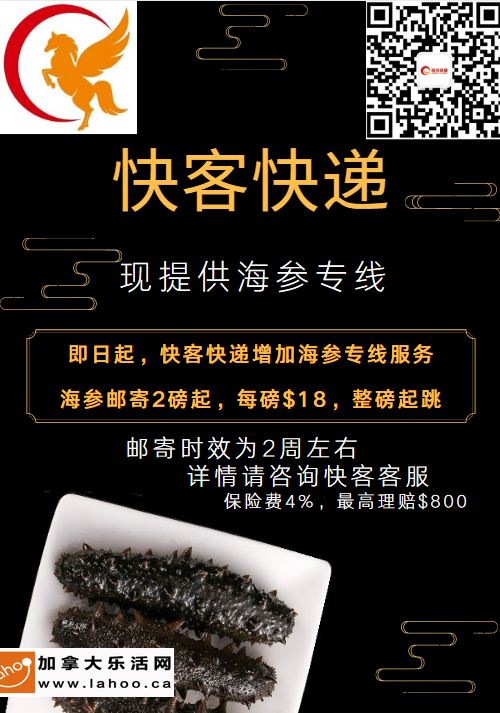 快客快递
现提供海参专线
即日起，快客快递增加海参专线服务
海参邮寄2磅起，每磅$18，整磅起跳
邮寄时效为2周左右
详情请咨询快客客服
保险费4%，最高理赔$800
ahoo!
加拿大乐活网
www.lahoo.ca